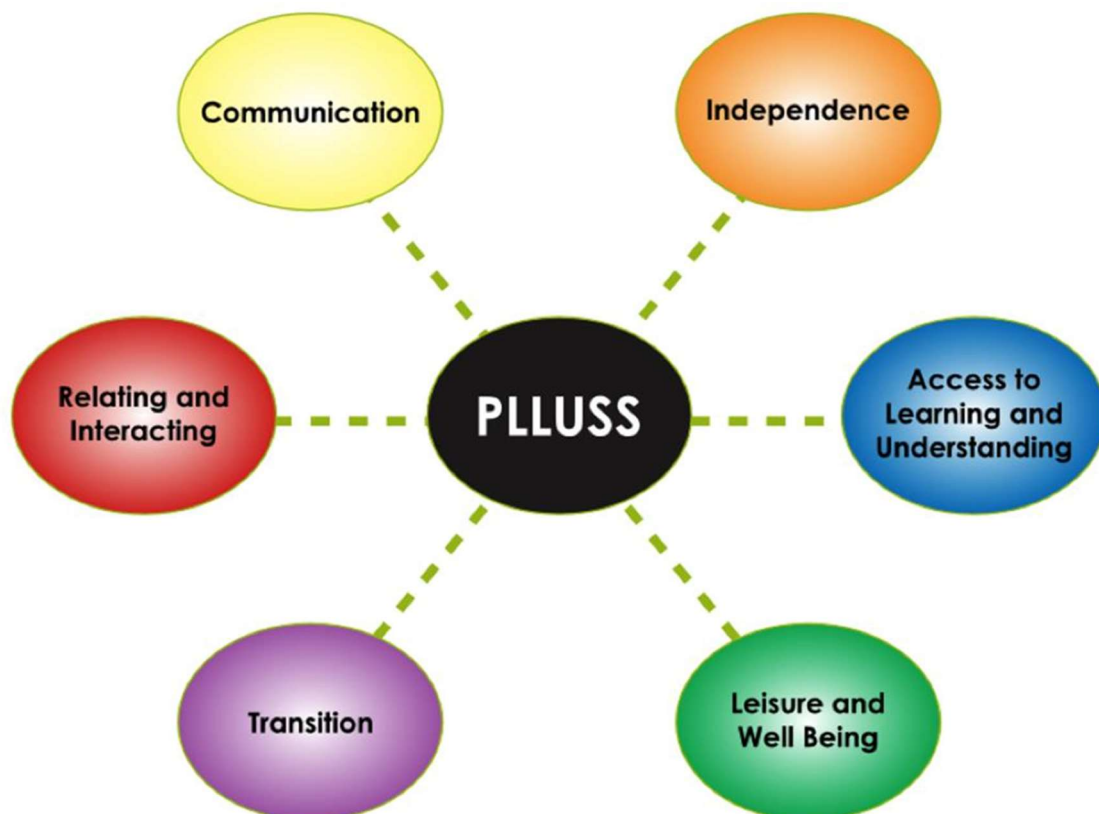 Communication
Independence
Relating and
Interacting
PLLUSS
Access to
Learning and
Understanding
Transition
Leisure and
Well Being